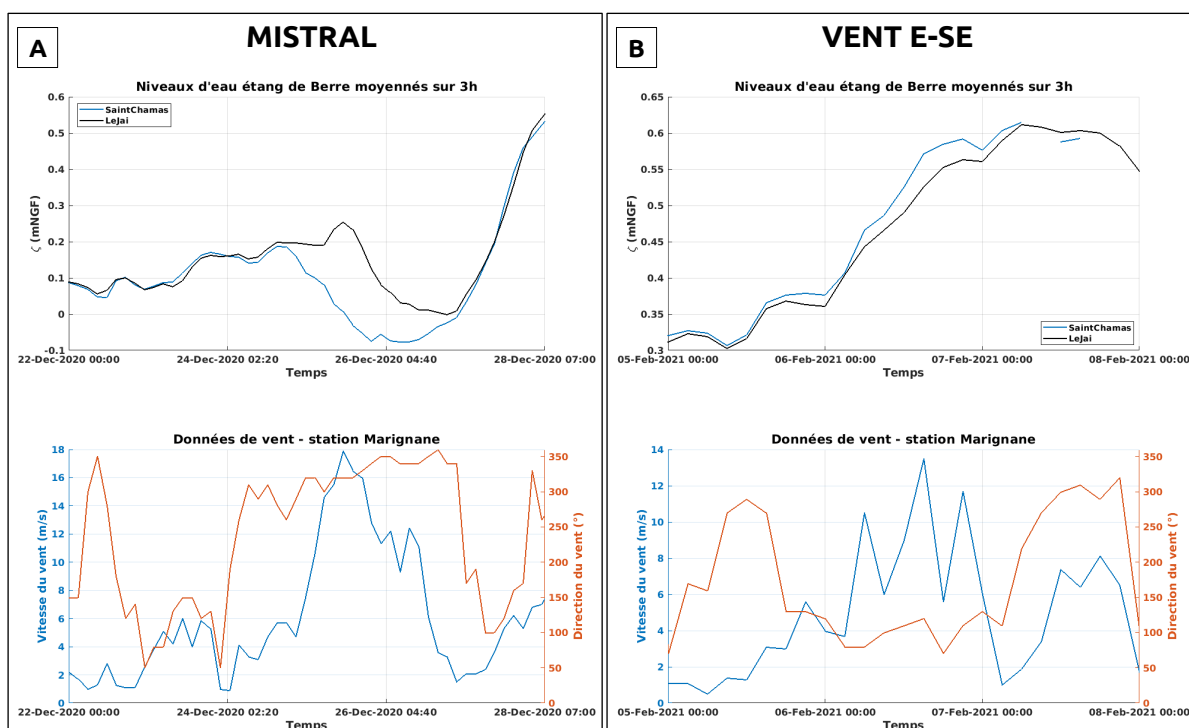 A
MISTRAL
Niveaux d'eau étang de Berre moyennés sur 3h
SaintChamas
LeJai
0.6
0.5
0.4
0.3
0.2
0.1
0
-0.1
ζ (mNGF)
22-Dec-2020 00:00
24-Dec-2020 02:20
26-Dec-2020 04:40
28-Dec-2020 07:00
Temps
Données de vent - station Marignane
18
16
14
12
10
8
6
4
2
0
Vitesse du vent (m/s)
350
300
250
200
150
100
50
0
Direction du vent (°)
22-Dec-2020 00:00
24-Dec-2020 02:20
26-Dec-2020 04:40
28-Dec-2020 07:00
Temps
B
VENT E-SE
Niveaux d'eau étang de Berre moyennés sur 3h
0.65
0.6
0.55
0.5
0.45
0.4
0.35
0.3
ζ (mNGF)
SaintChamas
LeJai
05-Feb-2021 00:00
06-Feb-2021 00:00
07-Feb-2021 00:00
08-Feb-2021 00:00
Temps
Données de vent - station Marignane
14
12
10
8
6
4
2
0
Vitesse du vent (m/s)
350
300
250
200
150
100
50
0
Direction du vent (°)
05-Feb-2021 00:00
06-Feb-2021 00:00
07-Feb-2021 00:00
08-Feb-2021 00:00
Temps